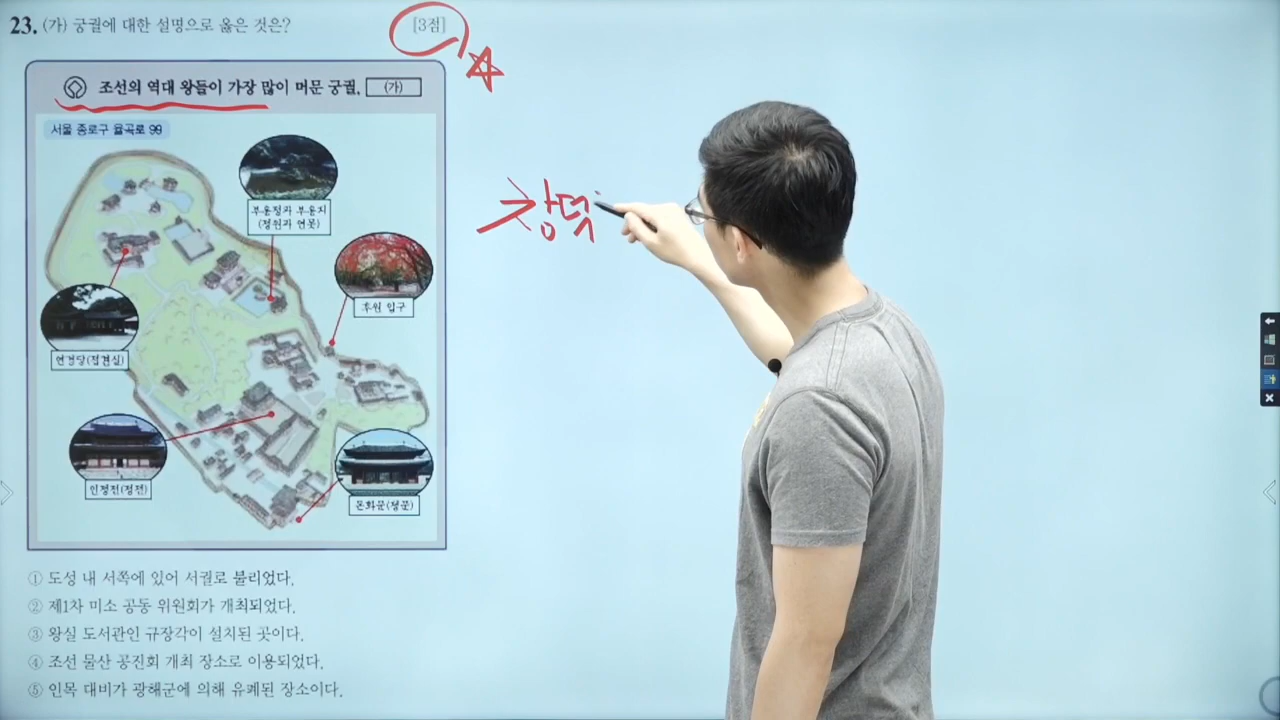 23. (가) 궁궐에 대한 설명으로 옳은 것은? [3점]
조선의 역대 왕들이 가장 많이 머문 궁궐, (가)
서울 종로구 율곡로 99
부용정과 부용지
(정원과 연못)
후원 입구
연경당(접견실)
인정전(정전)
돈화문(정문)
창덕
① 도성 내 서쪽에 있어 서궐로 불리었다.
② 제1차 미소 공동 위원회가 개최되었다.
③ 왕실 도서관인 규장각이 설치된 곳이다.
④ 조선 물산 공진회 개최 장소로 이용되었다.
⑤ 인목 대비가 광해군에 의해 유폐된 장소이다.